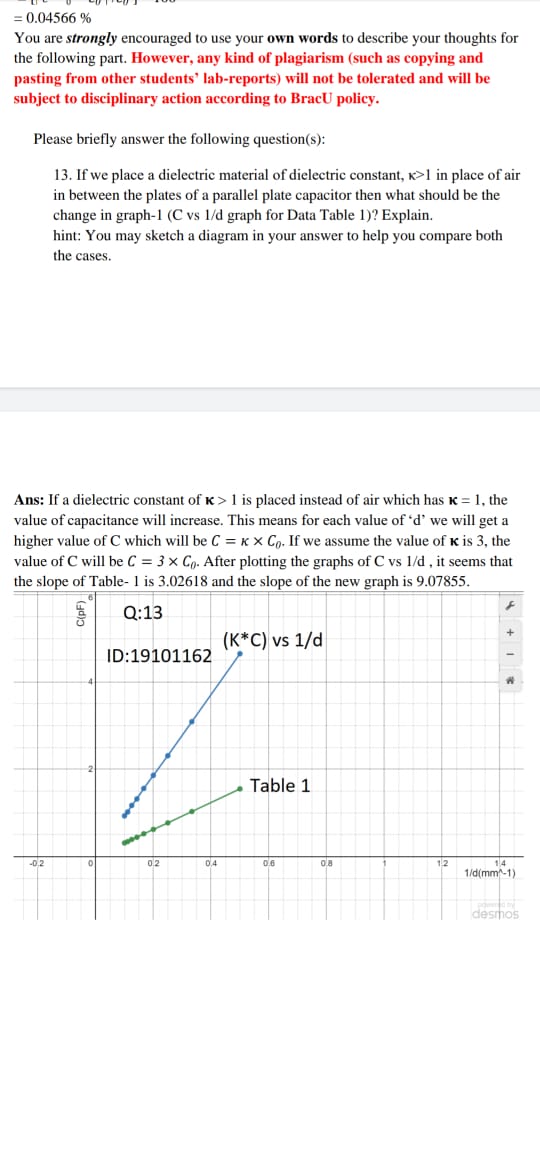 = 0.04566 %
You are strongly encouraged to use your own words to describe your thoughts for
the following part. However, any kind of plagiarism (such as copying and
pasting from other students' lab-reports) will not be tolerated and will be
subject to disciplinary action according to BracU policy.
Please briefly answer the following question(s):
13. If we place a dielectric material of dielectric constant, κ>1 in place of air
in between the plates of a parallel plate capacitor then what should be the
change in graph-1 (C vs 1/d graph for Data Table 1)? Explain.
hint: You may sketch a diagram in your answer to help you compare both
the cases.
Ans: If a dielectric constant of κ > 1 is placed instead of air which has κ = 1, the
value of capacitance will increase. This means for each value of 'd' we will get a
higher value of C which will be C = κ × C₀. If we assume the value of κ is 3, the
value of C will be C = 3 × C₀. After plotting the graphs of C vs 1/d , it seems that
the slope of Table- 1 is 3.02618 and the slope of the new graph is 9.07855.
C(pF)
6
Q:13
(K*C) vs 1/d
ID:19101162
4
2
Table 1
-0.2 0 0.2 0.4 0.6 0.8 1 1.2 1.4
1/d(mm^-1)
powered by
desmos